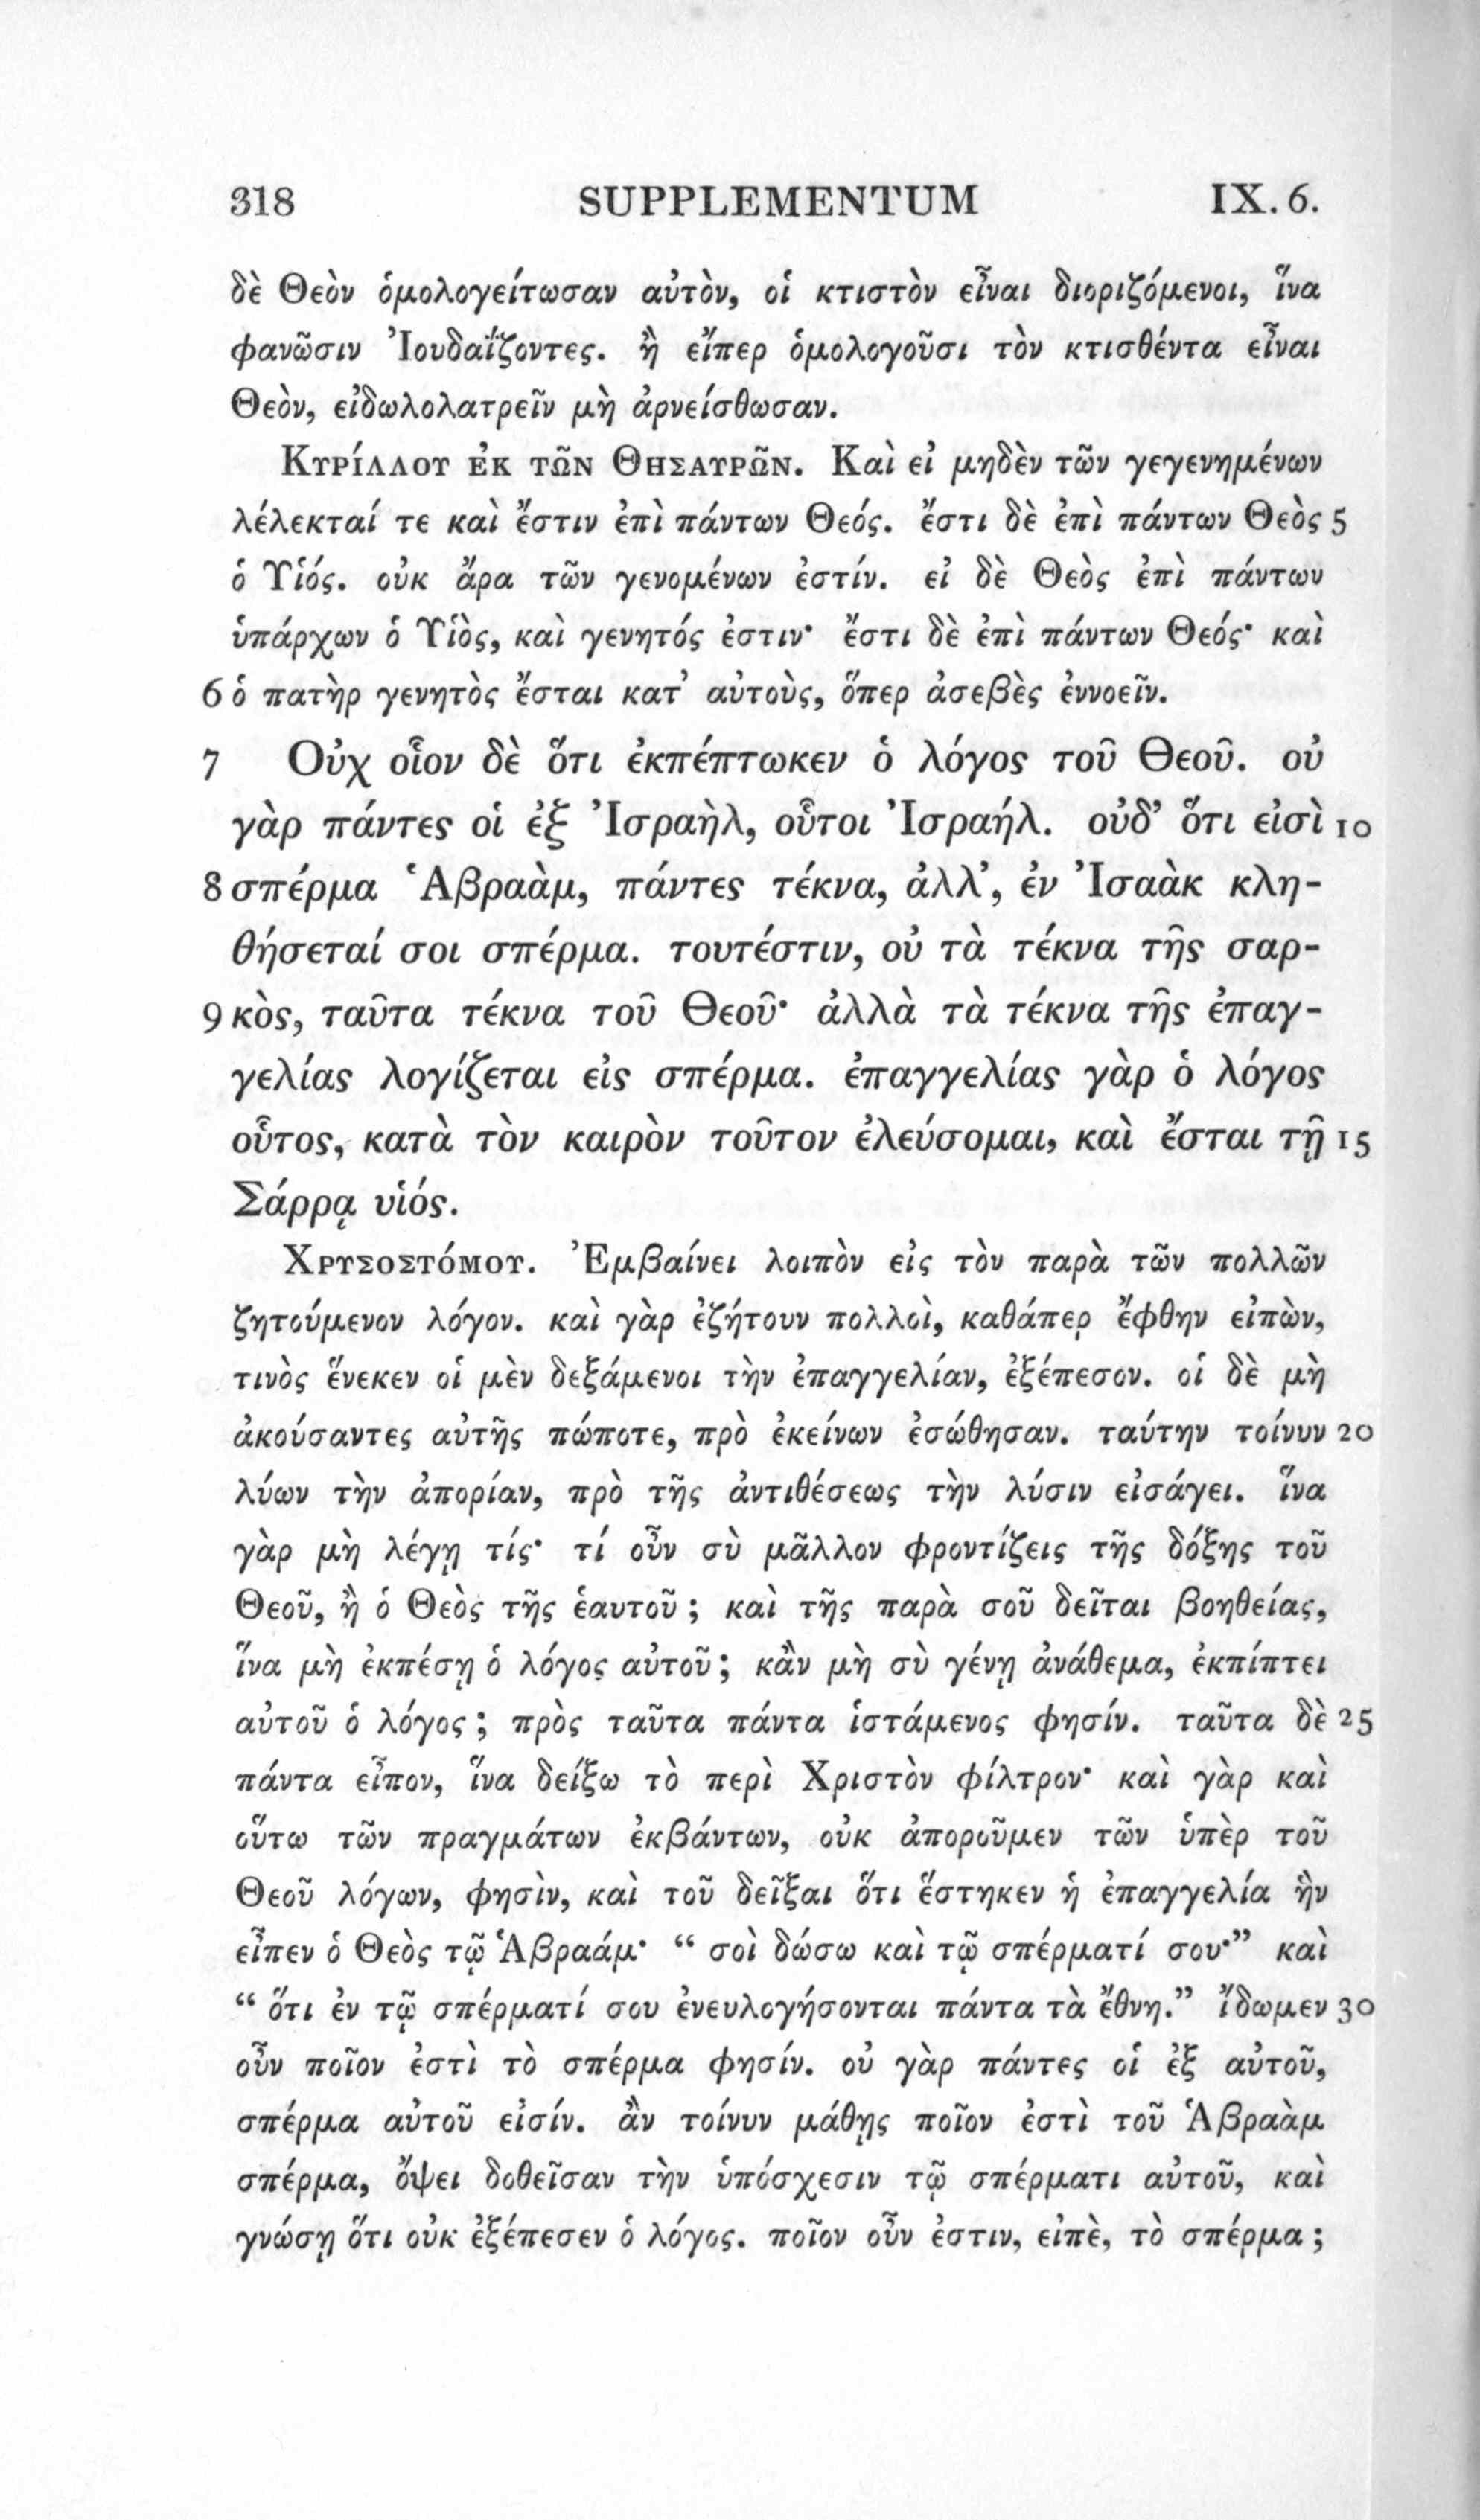 318 SUPPLEMENTUM IX. 6.
δὲ Θεὸν ὁμολογείτωσαν αὐτὸν, οἱ κτιστὸν εἶναι διοριζόμενοι, ἵνα
φανῶσιν Ἰουδαΐζοντες. ἢ εἴπερ ὁμολογοῦσι τὸν κτισθέντα εἶναι
Θεὸν, εἰδωλολατρεῖν μὴ ἀρνείσθωσαν.
Κυρίλλου ἐκ τῶν Θησαυρῶν. Καὶ εἰ μηδὲν τῶν γεγενημένων
λέλεκταί τε καὶ ἔστιν ἐπὶ πάντων Θεός. ἔστι δὲ ἐπὶ πάντων Θεὸς 5
ὁ Υἱός. οὐκ ἄρα τῶν γενομένων ἐστίν. εἰ δὲ Θεὸς ἐπὶ πάντων
ὑπάρχων ὁ Υἱὸς, καὶ γενητός ἐστιν· ἔστι δὲ ἐπὶ πάντων Θεός· καὶ
6 ὁ πατὴρ γενητὸς ἔσται κατ’ αὐτοὺς, ὅπερ ἀσεβὲς ἐννοεῖν.
7 Οὐχ οἷον δὲ ὅτι ἐκπέπτωκεν ὁ λόγος τοῦ Θεοῦ. οὐ
γὰρ πάντες οἱ ἐξ Ἰσραὴλ, οὗτοι Ἰσραήλ. οὐδ’ ὅτι εἰσὶ 10
8 σπέρμα Ἁβραὰμ, πάντες τέκνα, ἀλλ’, ἐν Ἰσαὰκ κλη-
θήσεταί σοι σπέρμα. τουτέστιν, οὐ τὰ τέκνα τῆς σαρ-
9 κὸς, ταῦτα τέκνα τοῦ Θεοῦ· ἀλλὰ τὰ τέκνα τῆς ἐπαγ-
γελίας λογίζεται εἰς σπέρμα. ἐπαγγελίας γὰρ ὁ λόγος
οὗτος, κατὰ τὸν καιρὸν τοῦτον ἐλεύσομαι, καὶ ἔσται τῇ 15
Σάρρᾳ υἱός.
Χρυσοστόμου. Ἐμβαίνει λοιπὸν εἰς τὸν παρὰ τῶν πολλῶν
ζητούμενον λόγον. καὶ γὰρ ἐζήτουν πολλοὶ, καθάπερ ἔφθην εἰπὼν,
τινὸς ἕνεκεν οἱ μὲν δεξάμενοι τὴν ἐπαγγελίαν, ἐξέπεσον. οἱ δὲ μὴ
ἀκούσαντες αὐτῆς πώποτε, πρὸ ἐκείνων ἐσώθησαν. ταύτην τοίνυν 20
λύων τὴν ἀπορίαν, πρὸ τῆς ἀντιθέσεως τὴν λύσιν εἰσάγει. ἵνα
γὰρ μὴ λέγῃ τίς· τί οὖν σὺ μᾶλλον φροντίζεις τῆς δόξης τοῦ
Θεοῦ, ἢ ὁ Θεὸς τῆς ἑαυτοῦ; καὶ τῆς παρὰ σοῦ δεῖται βοηθείας,
ἵνα μὴ ἐκπέσῃ ὁ λόγος αὐτοῦ; κἂν μὴ σὺ γένῃ ἀνάθεμα, ἐκπίπτει
αὐτοῦ ὁ λόγος; πρὸς ταῦτα πάντα ἱστάμενος φησίν. ταῦτα δὲ 25
πάντα εἶπον, ἵνα δείξω τὸ περὶ Χριστὸν φίλτρον· καὶ γὰρ καὶ
οὕτω τῶν πραγμάτων ἐκβάντων, οὐκ ἀποροῦμεν τῶν ὑπὲρ τοῦ
Θεοῦ λόγων, φησὶν, καὶ τοῦ δεῖξαι ὅτι ἕστηκεν ἡ ἐπαγγελία ἣν
εἶπεν ὁ Θεὸς τῷ Ἁβραάμ· “ σοὶ δώσω καὶ τῷ σπέρματί σου·” καὶ
“ ὅτι ἐν τῷ σπέρματί σου ἐνευλογήσονται πάντα τὰ ἔθνη.” ἴδωμεν 30
οὖν ποῖον ἐστὶ τὸ σπέρμα φησίν. οὐ γὰρ πάντες οἱ ἐξ αὐτοῦ,
σπέρμα αὐτοῦ εἰσίν. ἂν τοίνυν μάθῃς ποῖον ἐστὶ τοῦ Ἁβραὰμ
σπέρμα, ὄψει δοθεῖσαν τὴν ὑπόσχεσιν τῷ σπέρματι αὐτοῦ, καὶ
γνώσῃ ὅτι οὐκ ἐξέπεσεν ὁ λόγος. ποῖον οὖν ἐστιν, εἰπὲ, τὸ σπέρμα;